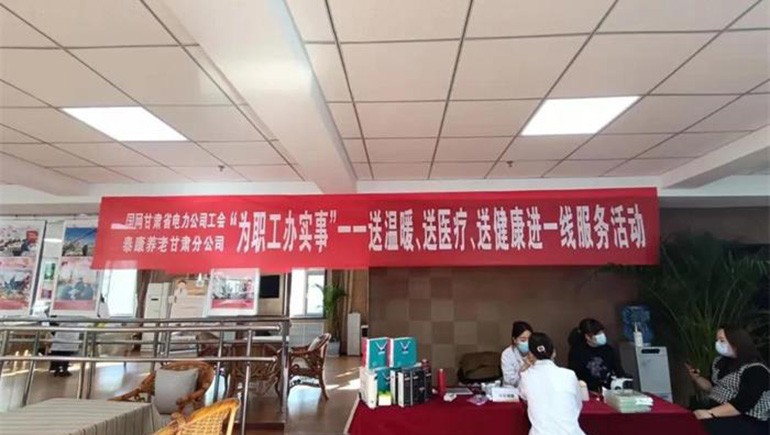 国网甘肃省电力公司工会
泰康养老甘肃分公司
“为职工办实事”——送温暖、送医疗、送健康进一线服务活动